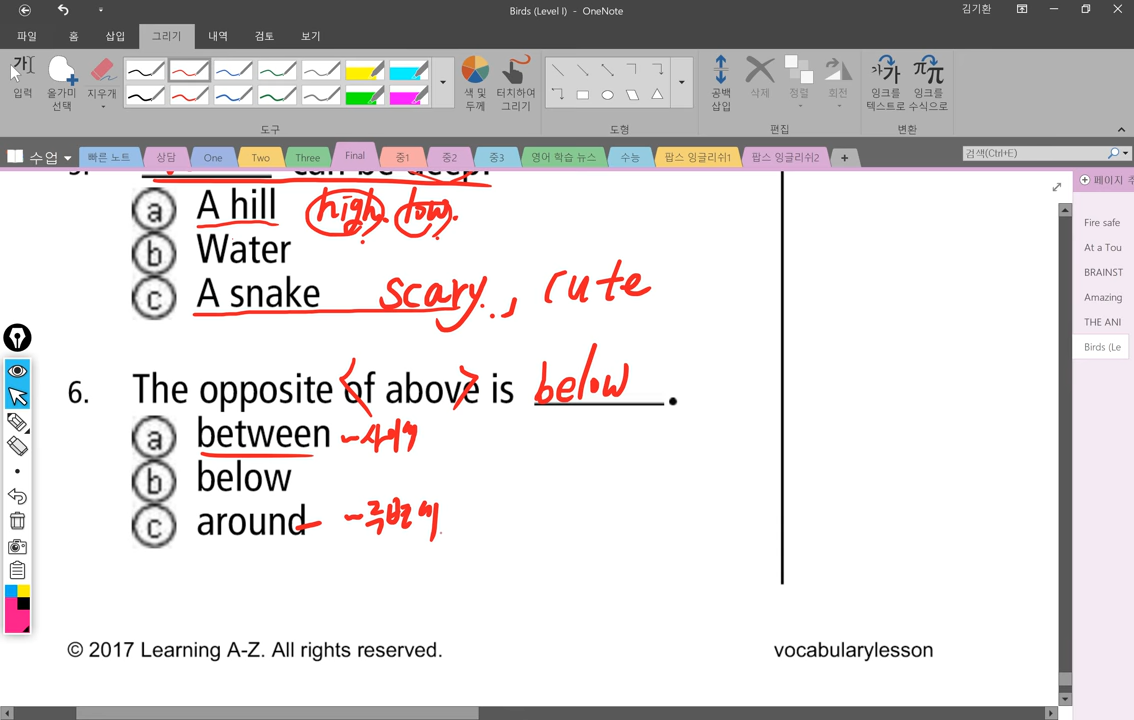 Birds (Level I) - OneNote
김기환
파일 홈 삽입 그리기 내역 검토 보기
입력
올가미 선택
지우개
색 및 두께
터치하여 그리기
공백 삽입
삭제
정렬
회전
잉크를 텍스트로
잉크를 수식으로
도구 도형 편집 변환
수업 빠른 노트 상담 One Two Three Final 중1 중2 중3 영어 학습 뉴스 수능 팝스 잉글리쉬1 팝스 잉글리쉬2 +
검색(Ctrl+E)
페이지 추
Fire safe
At a Tou
BRAINST
Amazing
THE ANI
Birds (Le
can be deep.
a A hill high. low.
b Water
c A snake scary., cute
6. The opposite <of above> is below.
a between -사이에
b below
c around - -주변에
© 2017 Learning A-Z. All rights reserved.
vocabularylesson